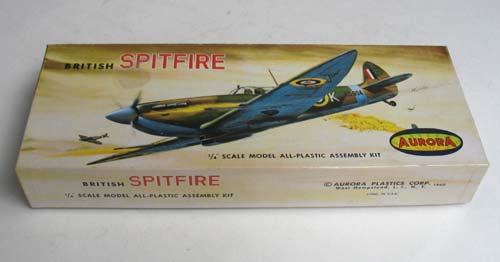 BRITISH SPITFIRE
K
AURORA
1/4" SCALE MODEL ALL-PLASTIC ASSEMBLY KIT
BRITISH SPITFIRE
1/4" SCALE MODEL ALL-PLASTIC ASSEMBLY KIT
© AURORA PLASTICS CORP.
West Hempstead, L. I., N. Y.